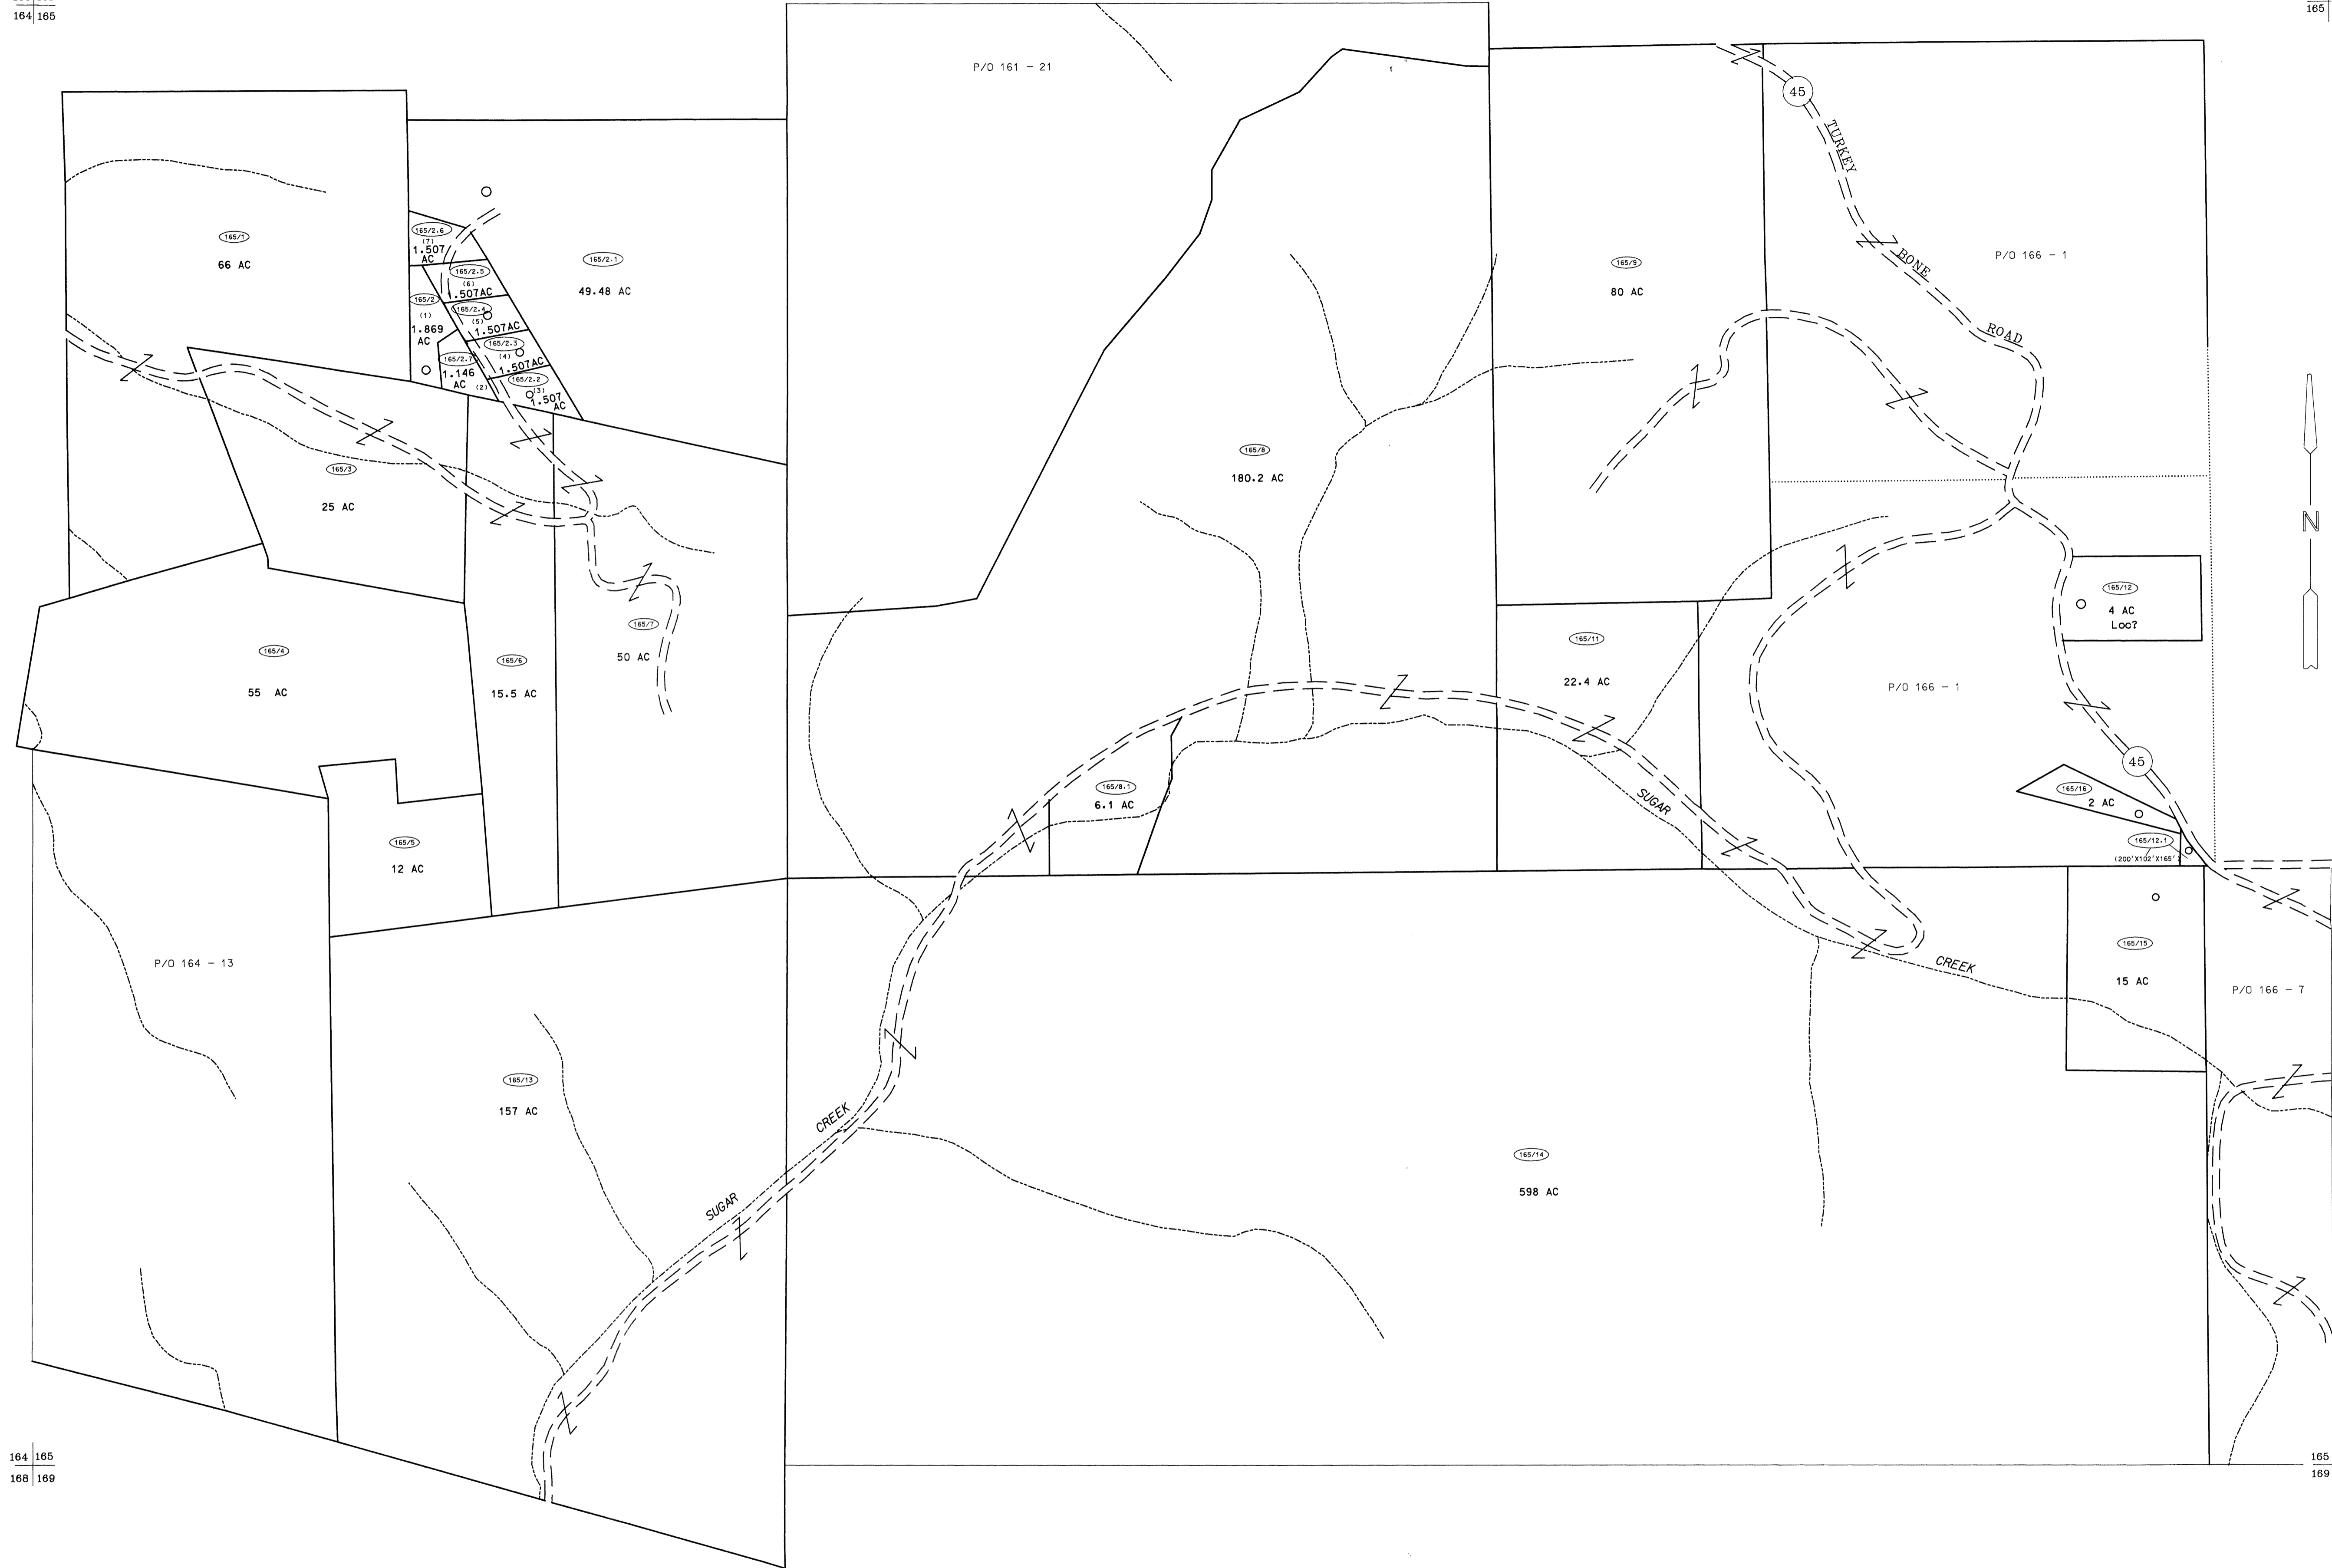 164 165
165
P/O 161 - 21
45
TURKEY
BONE
ROAD
P/O 166 - 1
165/1
66 AC
165/2.6
(7)
1.507
AC
165/2.5
(6)
1.507AC
165/2.1
49.48 AC
165/2
(1)
1.869
AC
165/2.4
(5)
1.507AC
165/2.3
(4)
1.507AC
165/2.7
1.146
AC (2)
165/2.2
(3)
1.507
AC
165/9
80 AC
165/3
25 AC
165/8
180.2 AC
N
165/12
4 AC
Loc?
165/4
55 AC
165/6
15.5 AC
165/7
50 AC
165/11
22.4 AC
P/O 166 - 1
45
165/8.1
6.1 AC
SUGAR
CREEK
165/16
2 AC
165/12.1
(200'X102'X165')
165/5
12 AC
165/15
15 AC
P/O 164 - 13
P/O 166 - 7
165/13
157 AC
SUGAR
CREEK
165/14
598 AC
164 165
168 169
165
169